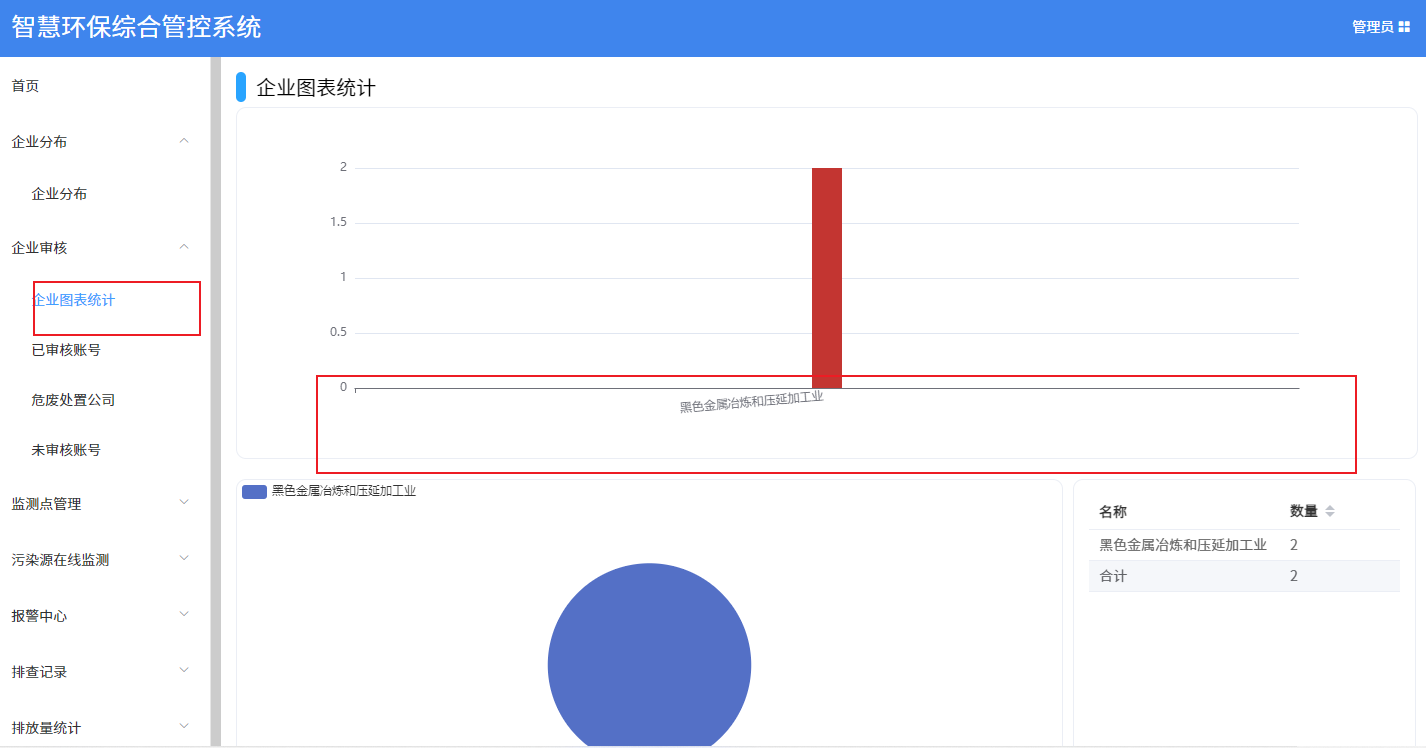 智慧环保综合管控系统
管理员
首页
企业分布
企业分布
企业审核
企业图表统计
已审核账号
危废处置公司
未审核账号
监测点管理
污染源在线监测
报警中心
排查记录
排放量统计
企业图表统计
2
1.5
1
0.5
0
黑色金属冶炼和压延加工业
黑色金属冶炼和压延加工业
名称 数量
黑色金属冶炼和压延加工业 2
合计 2